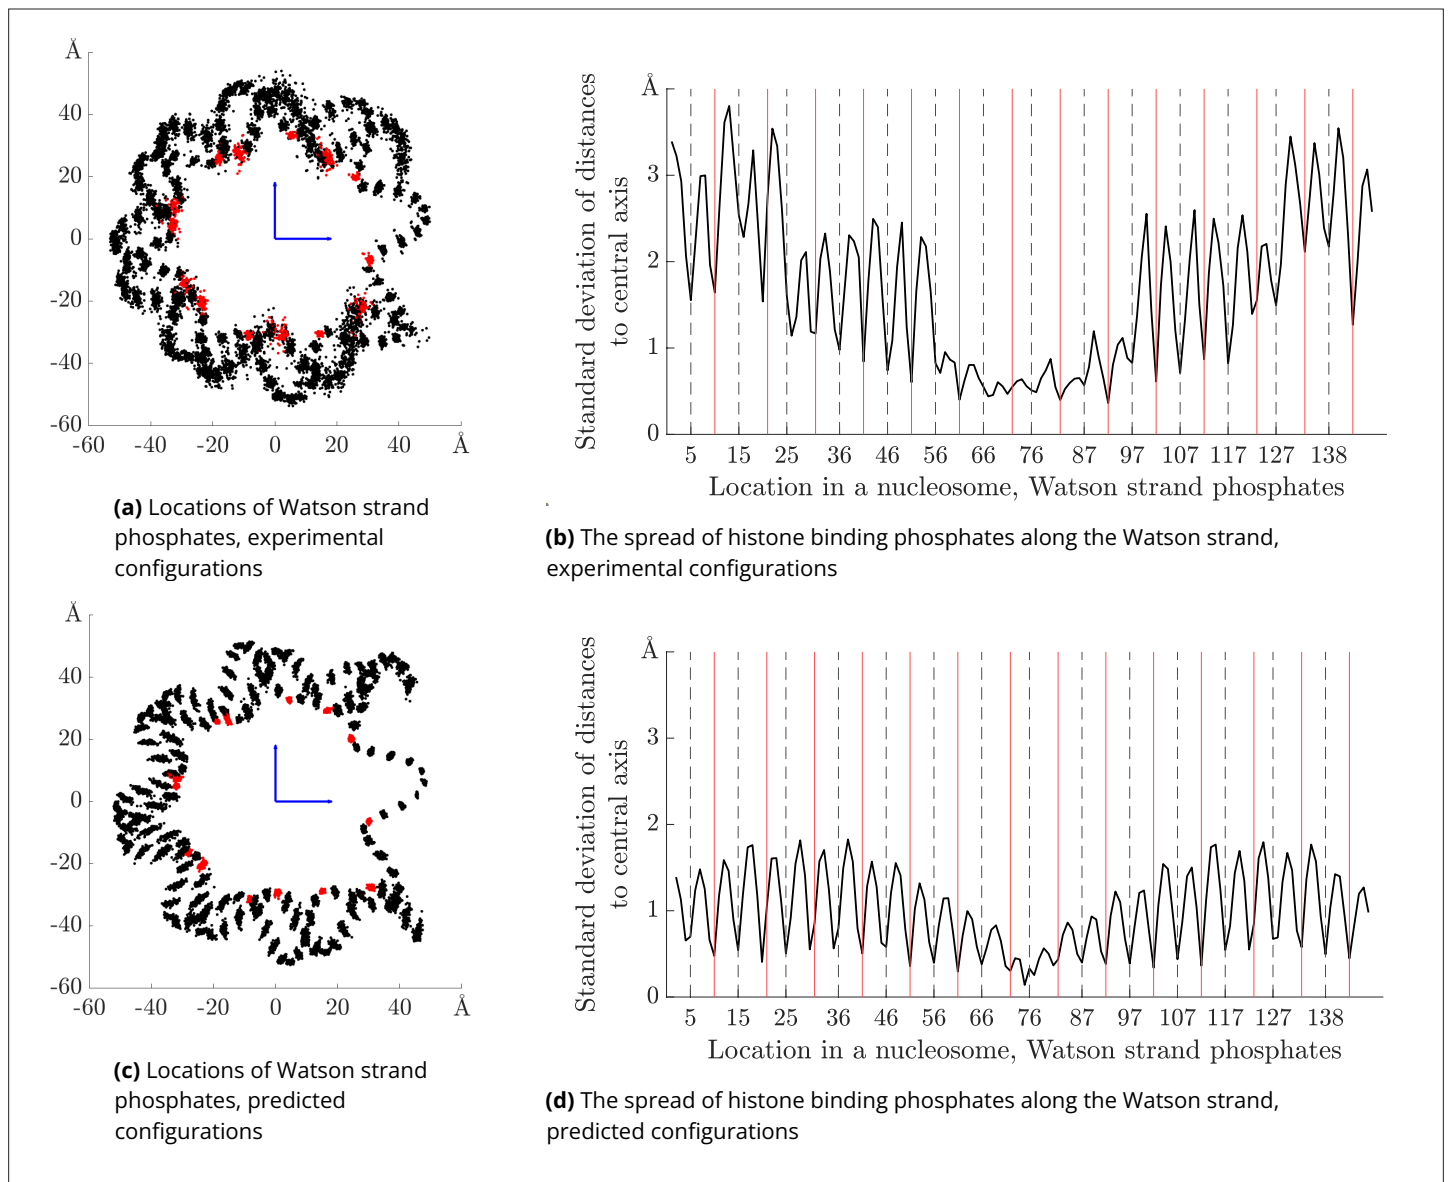 Å
40
20
0
-20
-40
-60
-60 -40 -20 0 20 40 Å
(a) Locations of Watson strand
phosphates, experimental
configurations
Å
3
2
1
0
Standard deviation of distances
to central axis
5 15 25 36 46 56 66 76 87 97 107 117 127 138
Location in a nucleosome, Watson strand phosphates
(b) The spread of histone binding phosphates along the Watson strand,
experimental configurations
Å
40
20
0
-20
-40
-60
-60 -40 -20 0 20 40 Å
(c) Locations of Watson strand
phosphates, predicted
configurations
Å
3
2
1
0
Standard deviation of distances
to central axis
5 15 25 36 46 56 66 76 87 97 107 117 127 138
Location in a nucleosome, Watson strand phosphates
(d) The spread of histone binding phosphates along the Watson strand,
predicted configurations